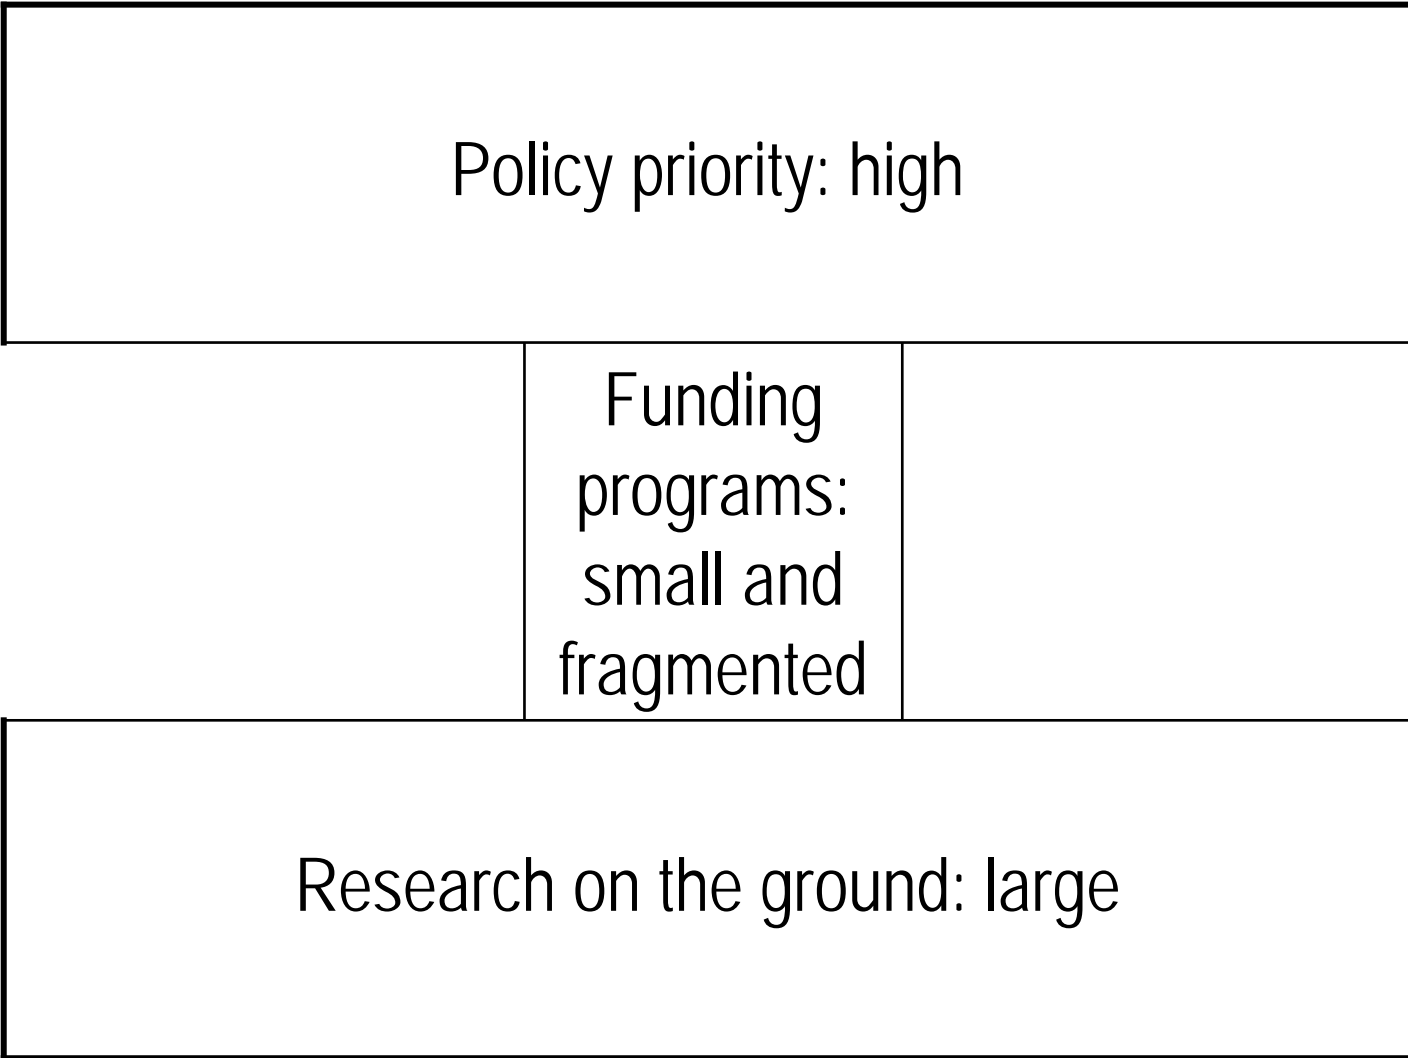 Policy priority: high
Funding
programs:
small and
fragmented
Research on the ground: large